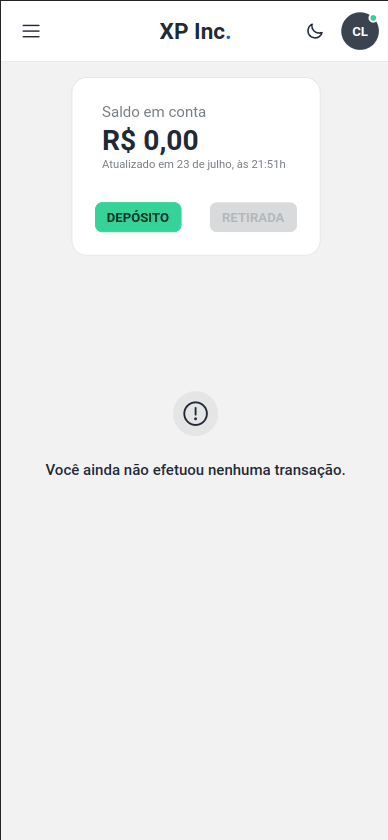 XP Inc.
CL
Saldo em conta
R$ 0,00
Atualizado em 23 de julho, às 21:51h
DEPÓSITO
RETIRADA
Você ainda não efetuou nenhuma transação.